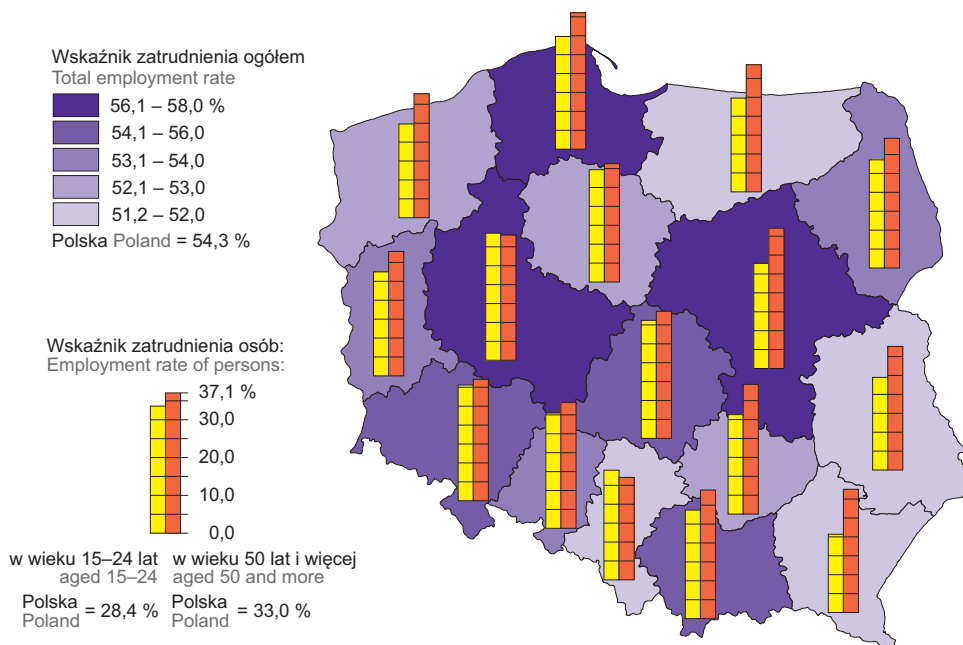 Wskaźnik zatrudnienia ogółem
Total employment rate
56,1 – 58,0 %
54,1 – 56,0
53,1 – 54,0
52,1 – 53,0
51,2 – 52,0
Polska Poland = 54,3 %
Wskaźnik zatrudnienia osób:
Employment rate of persons:
37,1 %
30,0
20,0
10,0
0,0
w wieku 15–24 lat
aged 15–24
Polska
Poland = 28,4 %
w wieku 50 lat i więcej
aged 50 and more
Polska
Poland = 33,0 %